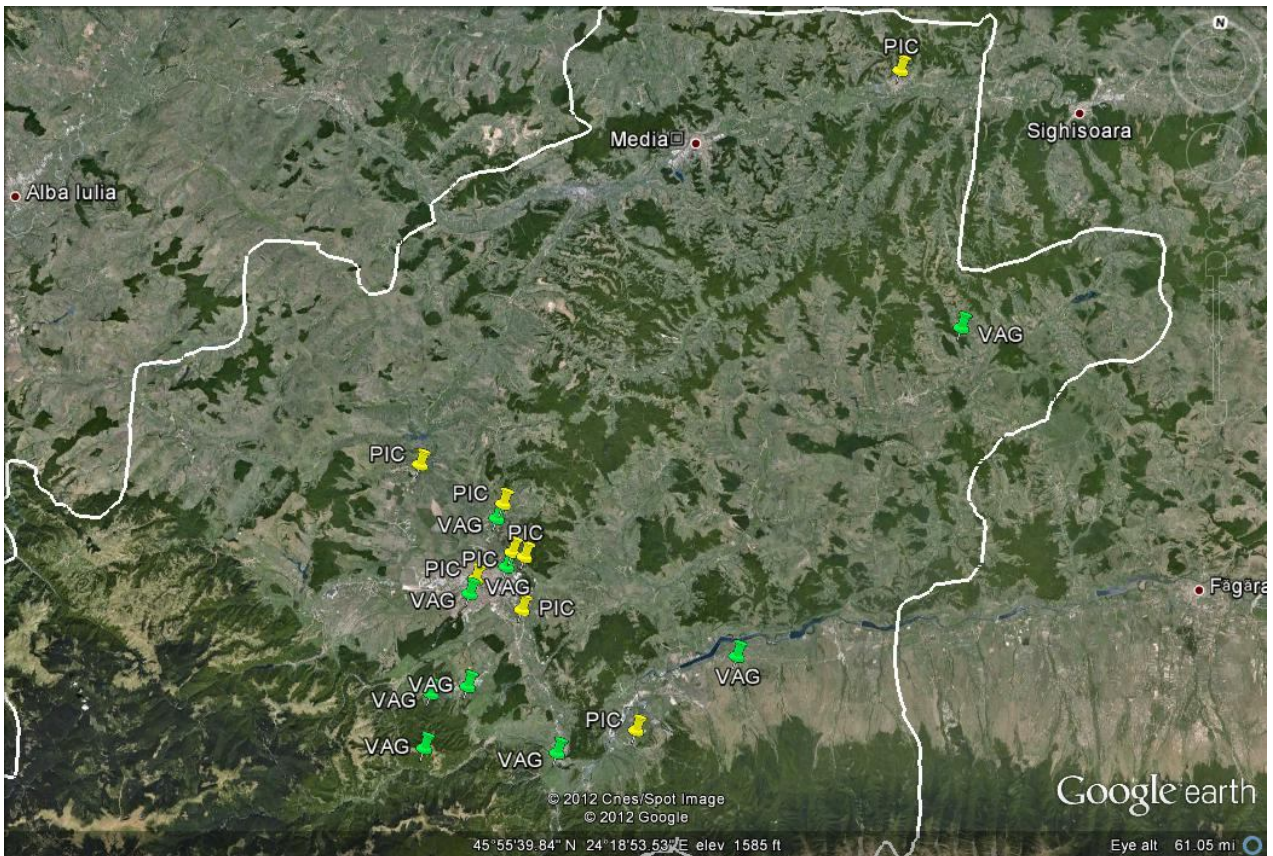 N
PIC
Sighisoara
Media□
Alba Iulia
VAG
PIC
PIC
VAG
PIC
PIC
PIC
VAG
VAG
PIC
Făgăra
VAG
VAG
VAG
PIC
VAG
VAG
Google earth
© 2012 Cnes/Spot Image
© 2012 Google
45°55'39.84" N 24°18'53.53" E elev 1585 ft
Eye alt 61.05 mi